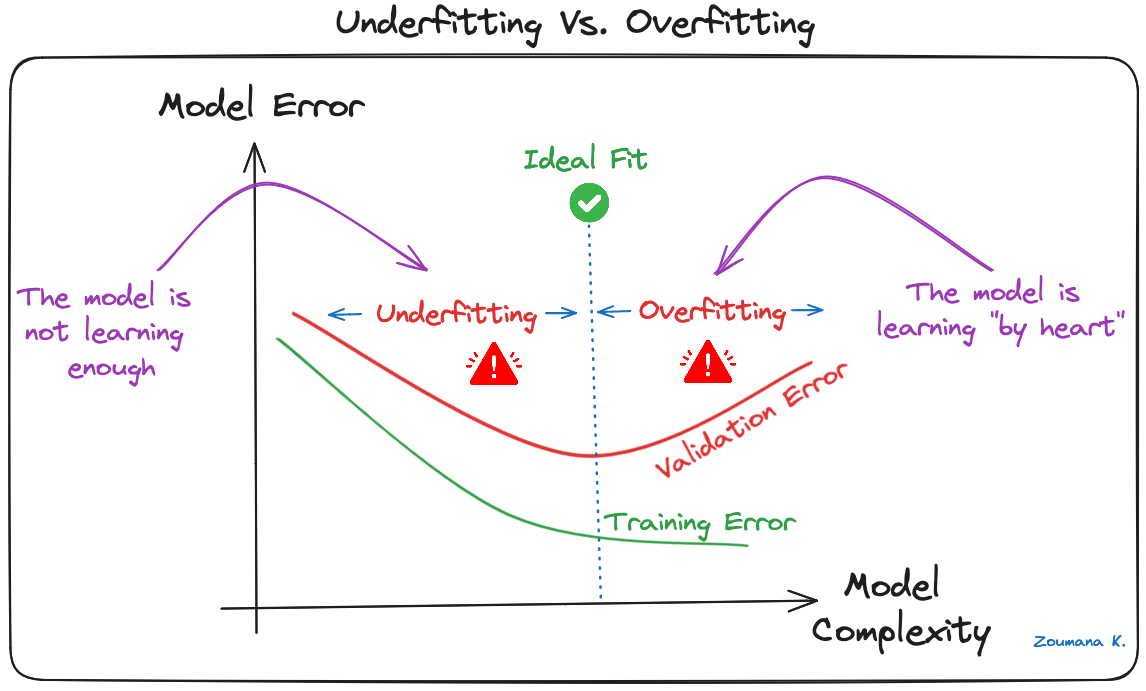 Underfitting Vs. Overfitting
Model Error
Ideal Fit
The model is
not learning
enough
Underfitting
Overfitting
The model is
learning "by heart"
Validation Error
Training Error
Model
Complexity
Zoumana K.